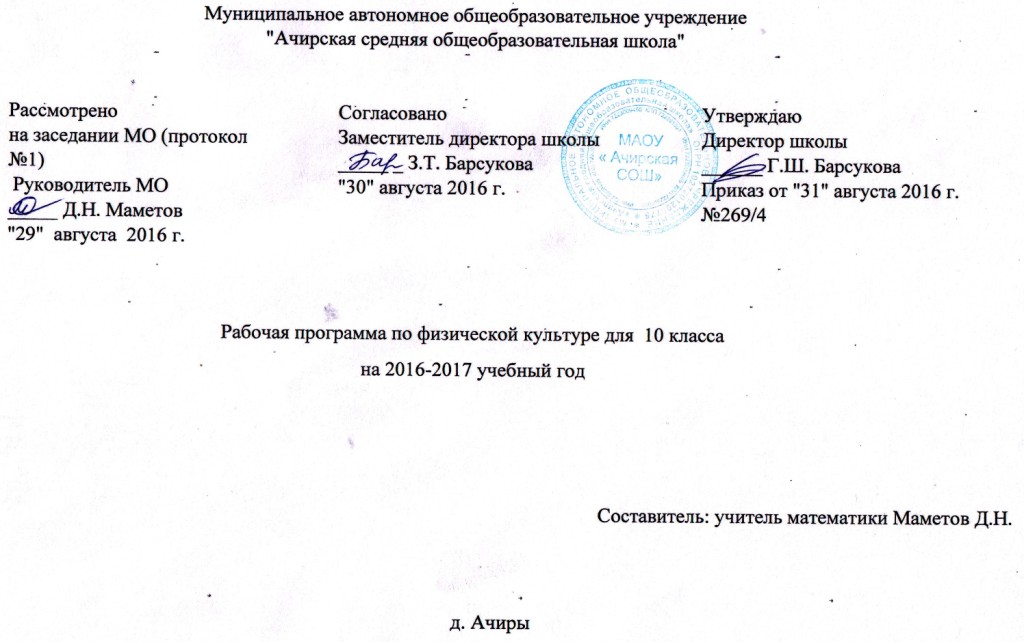 Муниципальное автономное общеобразовательное учреждение
"Ачирская средняя общеобразовательная школа"
Рассмотрено
на заседании МО (протокол
№1)
Руководитель МО
Д.Н. Маметов
"29" августа 2016 г.
Согласовано
Заместитель директора школы
Бар З.Т. Барсукова
"30" августа 2016 г.
МАОУ
« Ачирская
СОШ»
Утверждаю
Директор школы
Г.Ш. Барсукова
Приказ от "31" августа 2016 г.
№269/4
Рабочая программа по физической культуре для 10 класса
на 2016-2017 учебный год
Составитель: учитель математики Маметов Д.Н.
д. Ачиры